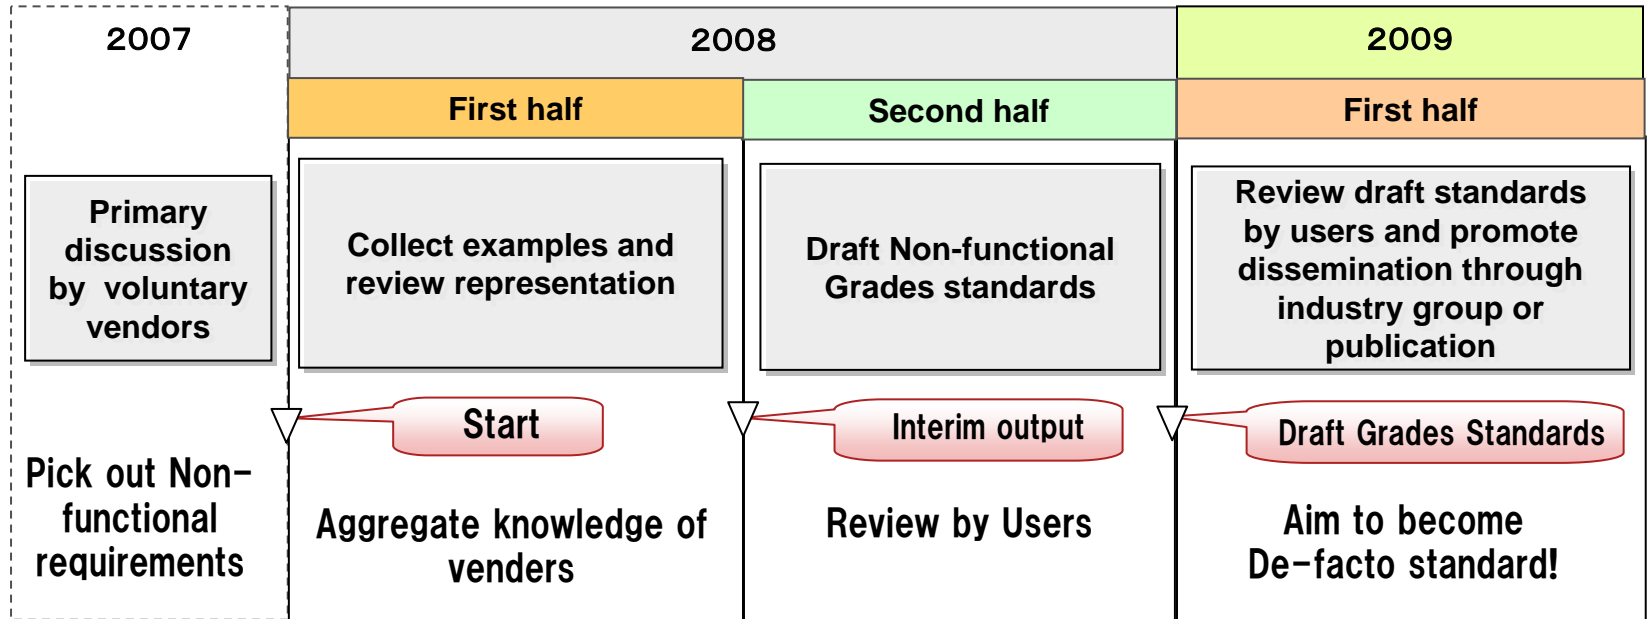 2007
2008
2009
First half
Second half
First half
Primary
discussion
by voluntary
vendors
Collect examples and
review representation
Draft Non-functional
Grades standards
Review draft standards
by users and promote
dissemination through
industry group or
publication
Start
Interim output
Draft Grades Standards
Pick out Non-
functional
requirements
Aggregate knowledge of
venders
Review by Users
Aim to become
De-facto standard!